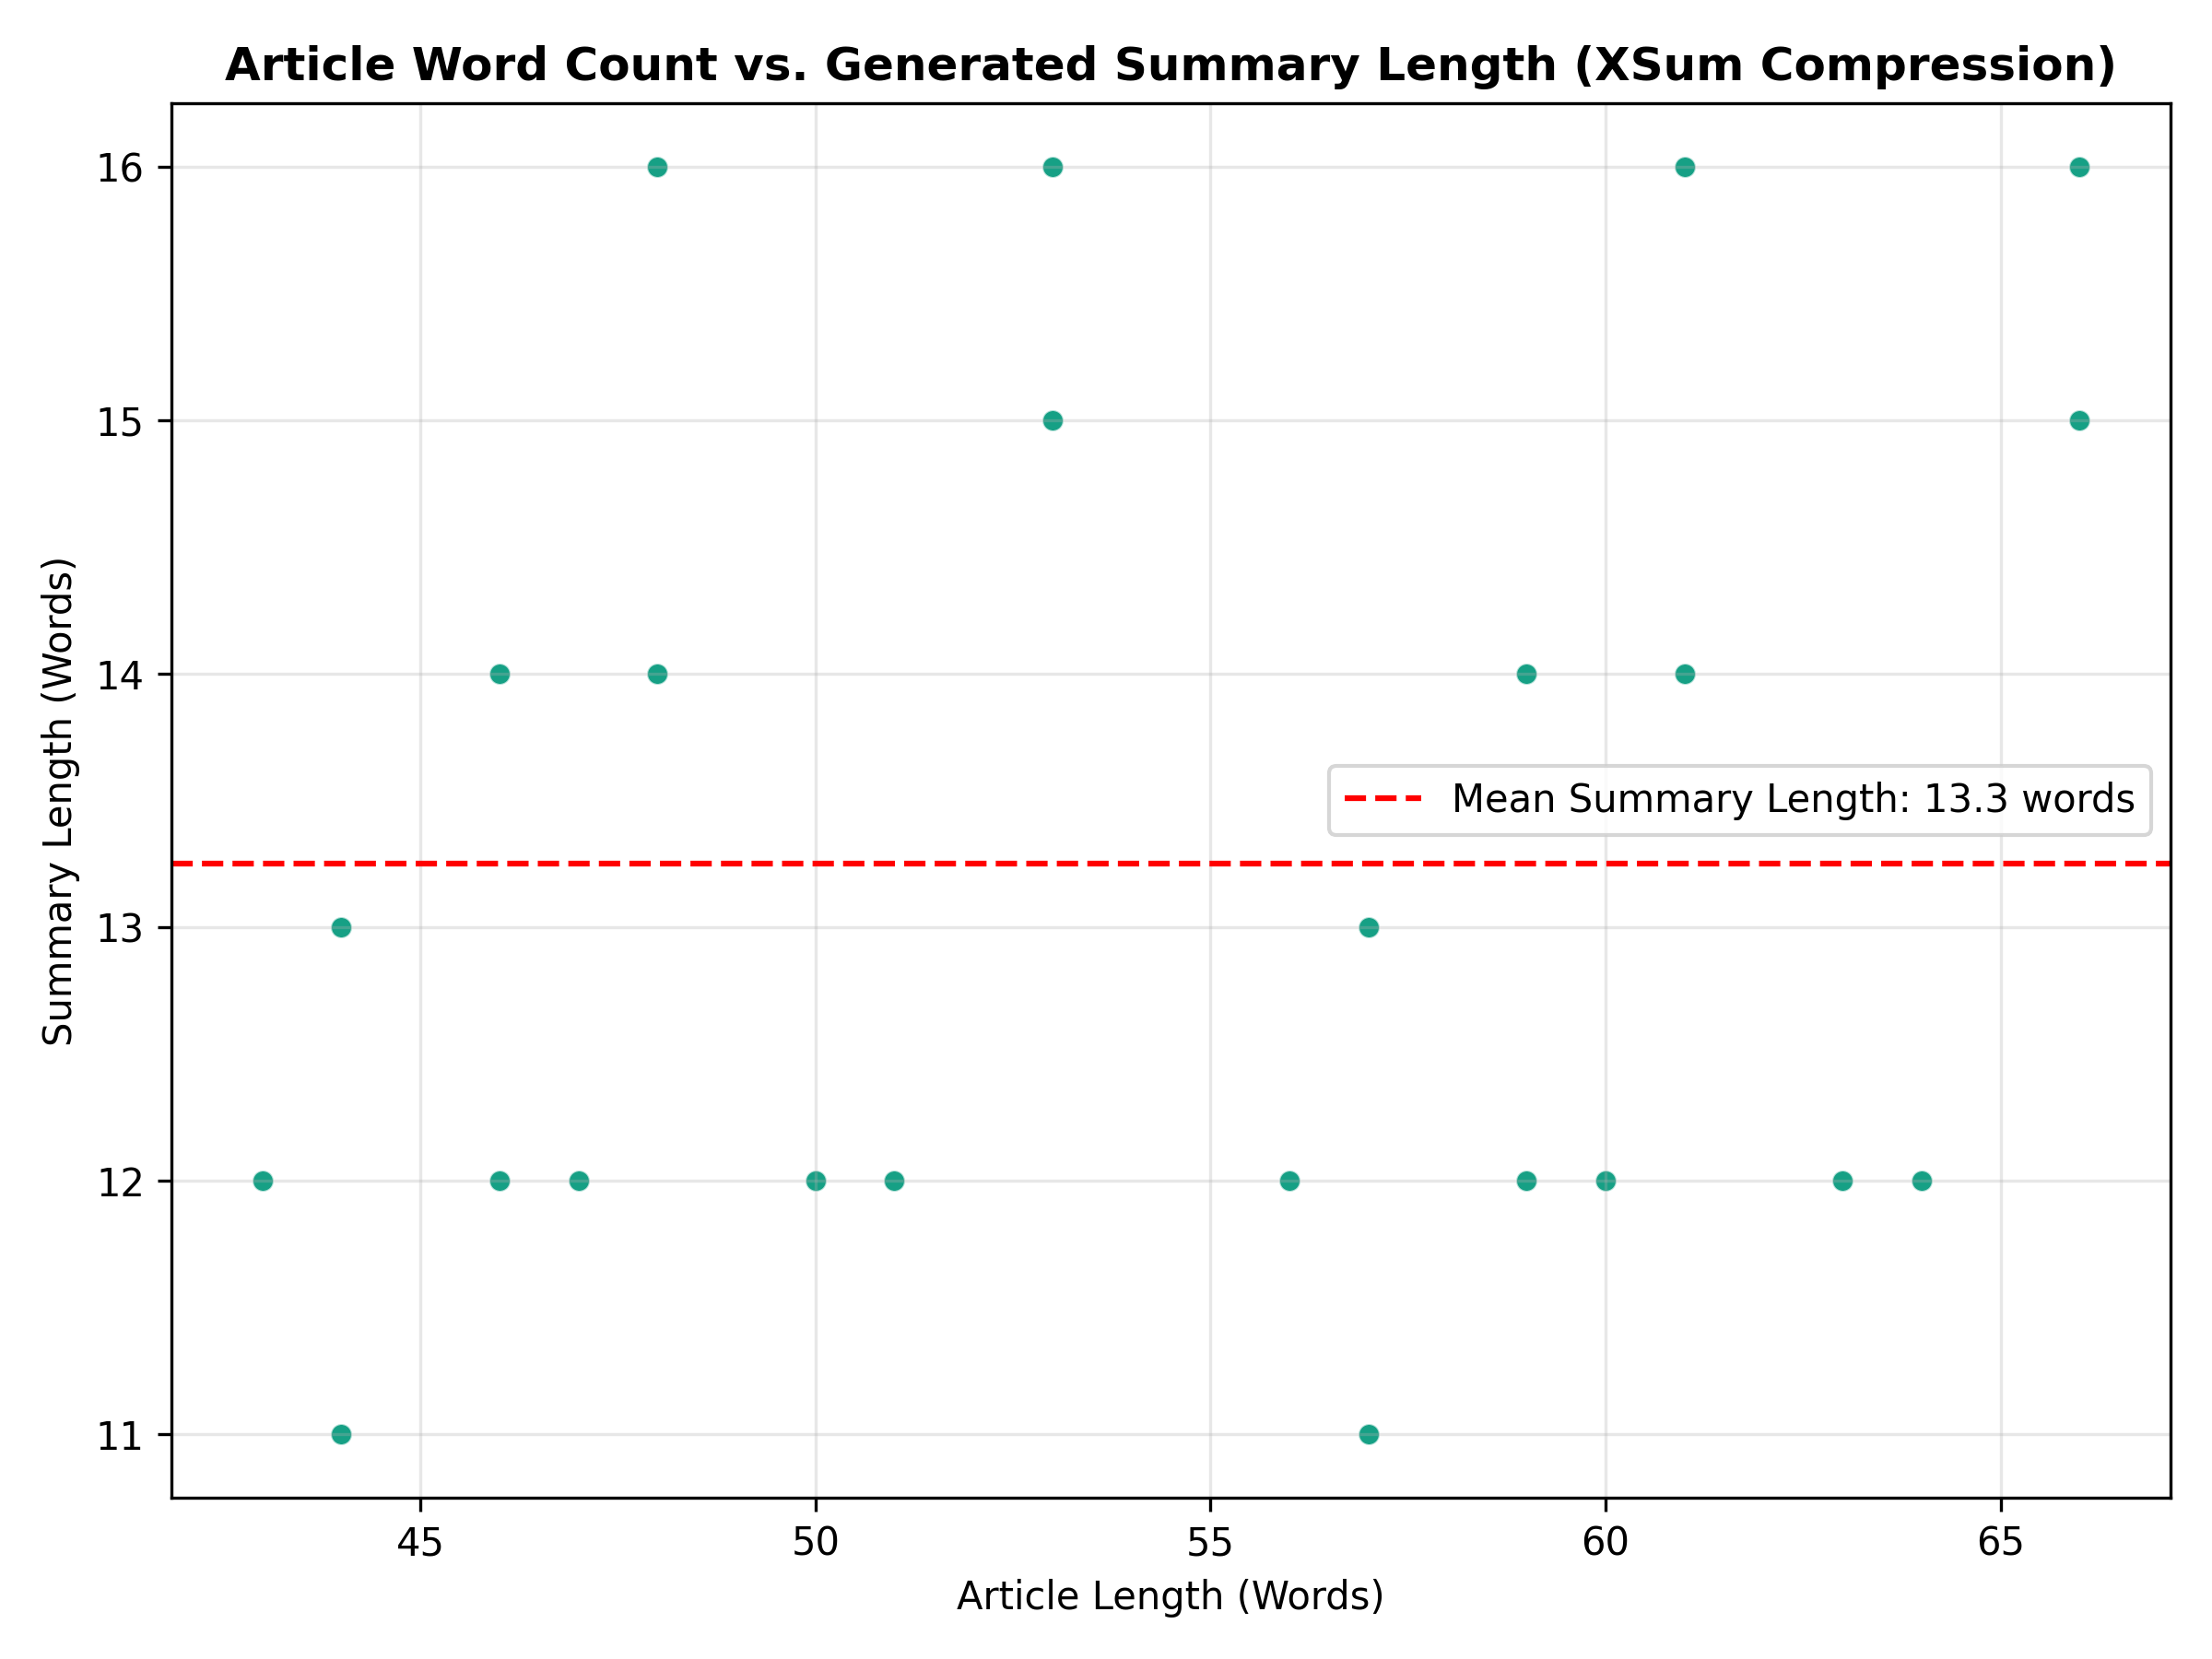 Article Word Count vs. Generated Summary Length (XSum Compression)
Summary Length (Words)
16
15
14
13
12
11
Mean Summary Length: 13.3 words
45 50 55 60 65
Article Length (Words)